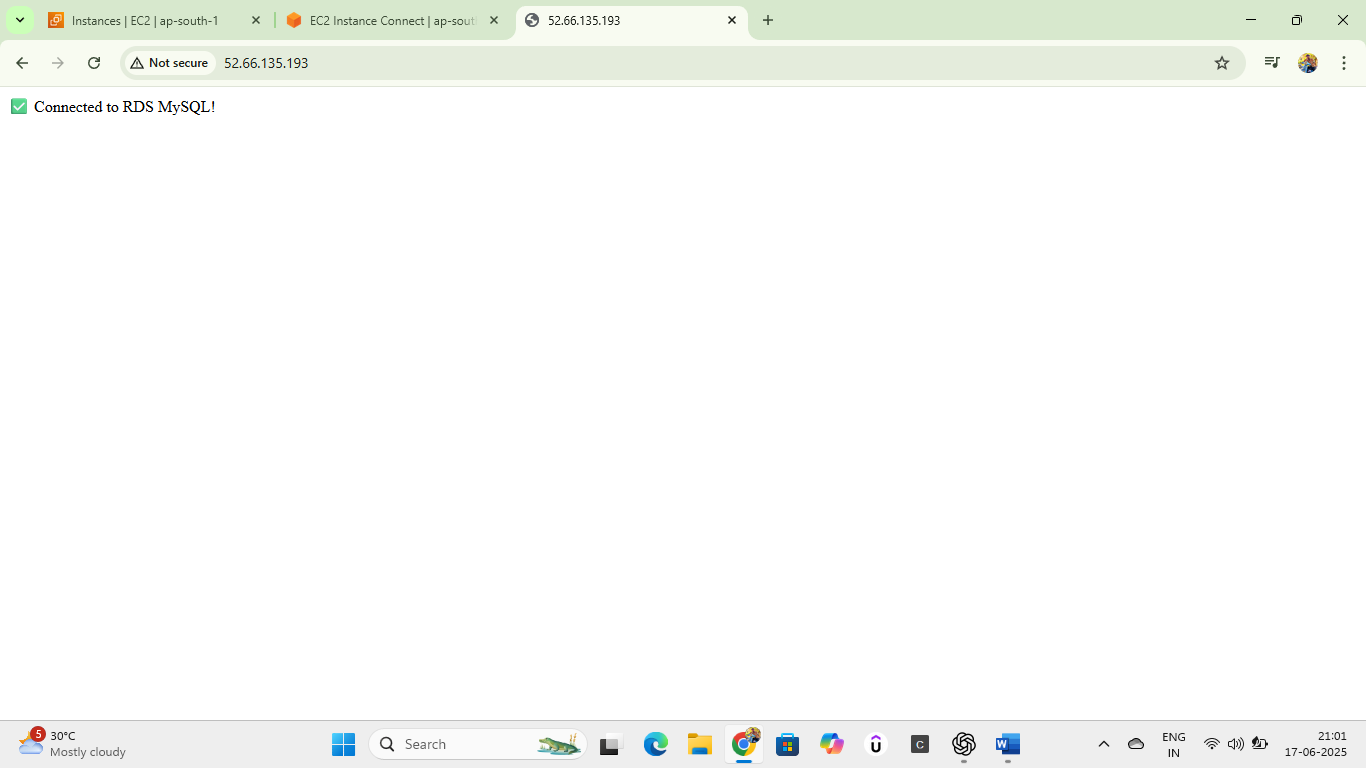 Instances | EC2 | ap-south-1
EC2 Instance Connect | ap-sout
52.66.135.193
Not secure
52.66.135.193
✅ Connected to RDS MySQL!
5
30°C
Mostly cloudy
Search
C
W
ENG
IN
21:01
17-06-2025